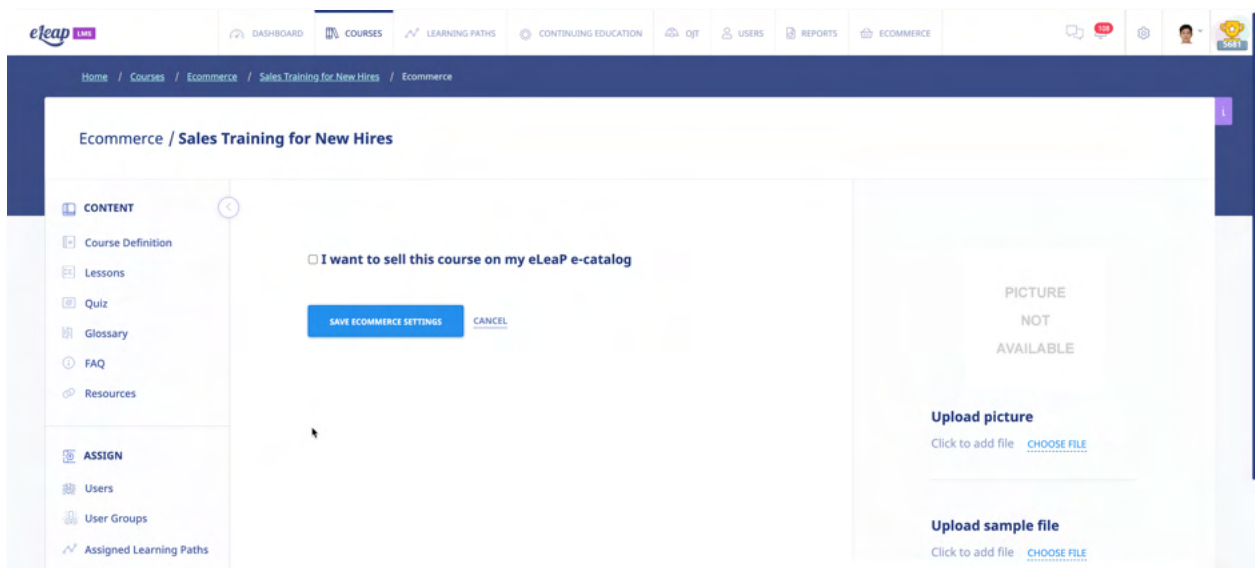 eleap LMS
DASHBOARD
COURSES
LEARNING PATHS
CONTINUING EDUCATION
OJT
USERS
REPORTS
ECOMMERCE
108
5681
Home / Courses / Ecommerce / Sales Training for New Hires / Ecommerce
i
Ecommerce / Sales Training for New Hires
CONTENT
Course Definition
Lessons
Quiz
Glossary
FAQ
Resources
ASSIGN
Users
User Groups
Assigned Learning Paths
I want to sell this course on my eLeaP e-catalog
SAVE ECOMMERCE SETTINGS
CANCEL
PICTURE
NOT
AVAILABLE
Upload picture
Click to add file CHOOSE FILE
Upload sample file
Click to add file CHOOSE FILE